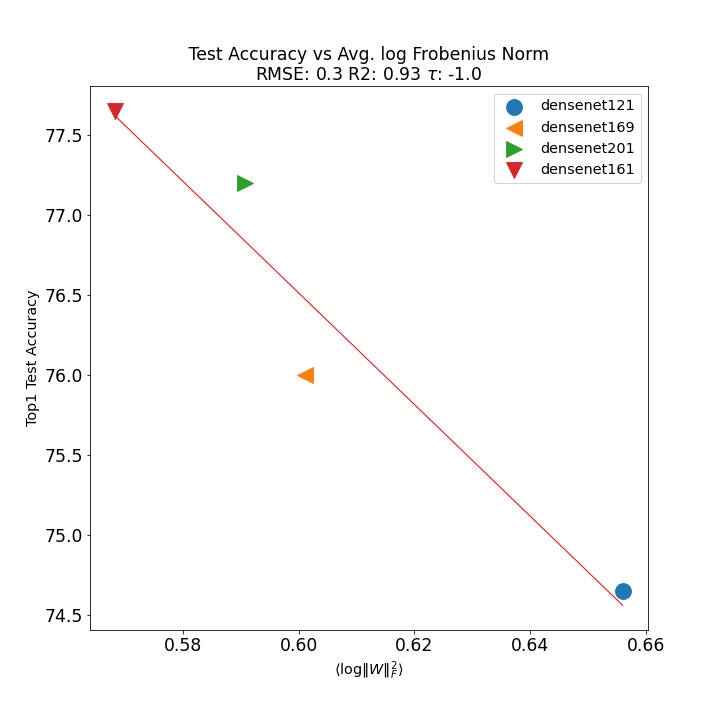 Test Accuracy vs Avg. log Frobenius Norm
RMSE: 0.3 R2: 0.93 τ: -1.0
densenet121
densenet169
densenet201
densenet161
77.5
77.0
76.5
76.0
75.5
75.0
74.5
Top1 Test Accuracy
0.58 0.60 0.62 0.64 0.66
⟨log‖W‖²_F⟩